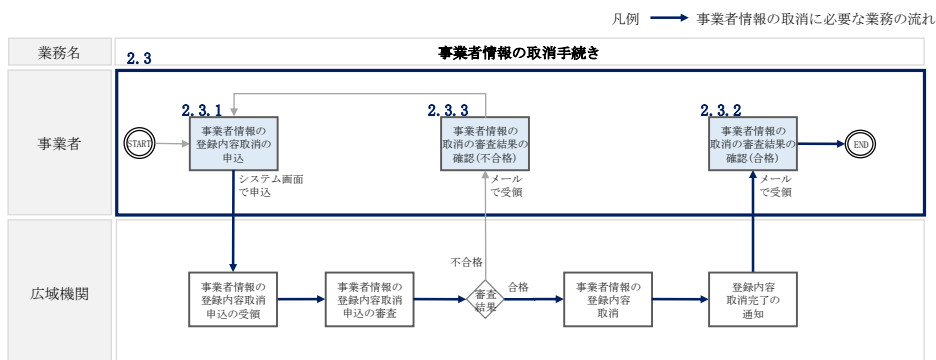 凡例 事業者情報の取消に必要な業務の流れ
業務名
2.3
事業者情報の取消手続き
事業者
START
2.3.1
事業者情報の
登録内容取消の
申込
システム画面
で申込
2.3.3
事業者情報の
取消の審査結果の
確認(不合格)
メール
で受領
2.3.2
事業者情報の
取消の審査結果の
確認(合格)
メール
で受領
END
広域機関
事業者情報の
登録内容取消
申込の受領
事業者情報の
登録内容取消
申込の審査
不合格
審査
結果
合格
事業者情報の
登録内容
取消
登録内容
取消完了の
通知